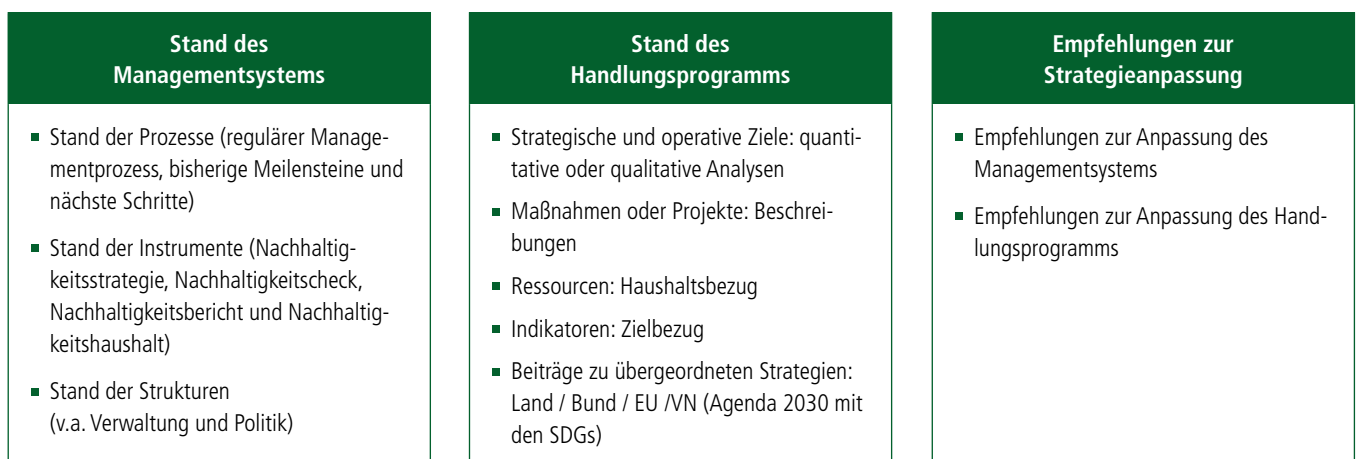 Stand des
Managementsystems
▪ Stand der Prozesse (regulärer Manage-
mentprozess, bisherige Meilensteine und
nächste Schritte)
▪ Stand der Instrumente (Nachhaltig-
keitsstrategie, Nachhaltigkeitscheck,
Nachhaltigkeitsbericht und Nachhaltig-
keitshaushalt)
▪ Stand der Strukturen
(v.a. Verwaltung und Politik)
Stand des
Handlungsprogramms
▪ Strategische und operative Ziele: quanti-
tative oder qualitative Analysen
▪ Maßnahmen oder Projekte: Beschrei-
bungen
▪ Ressourcen: Haushaltsbezug
▪ Indikatoren: Zielbezug
▪ Beiträge zu übergeordneten Strategien:
Land / Bund / EU /VN (Agenda 2030 mit
den SDGs)
Empfehlungen zur
Strategieanpassung
▪ Empfehlungen zur Anpassung des
Managementsystems
▪ Empfehlungen zur Anpassung des Hand-
lungsprogramms